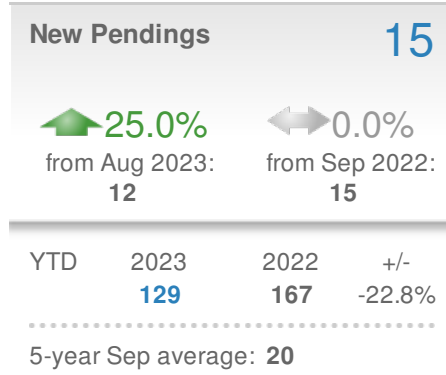 New Pendings 15
25.0% 0.0%
from Aug 2023: from Sep 2022:
12 15
YTD 2023 2022 +/-
129 167 -22.8%
5-year Sep average: 20